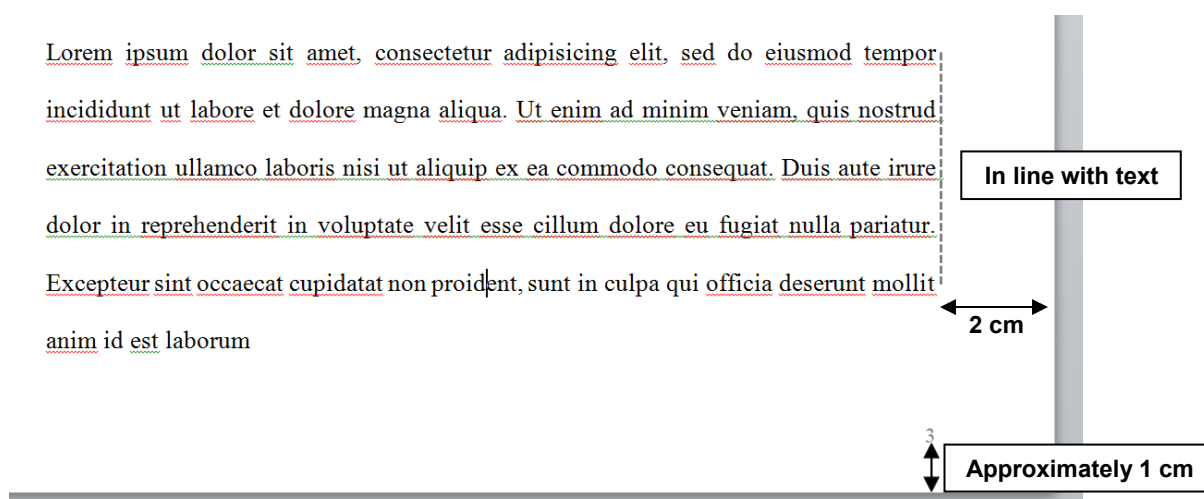 Lorem ipsum dolor sit amet, consectetur adipisicing elit, sed do eiusmod tempor
incididunt ut labore et dolore magna aliqua. Ut enim ad minim veniam, quis nostrud
exercitation ullamco laboris nisi ut aliquip ex ea commodo consequat. Duis aute irure
In line with text
dolor in reprehenderit in voluptate velit esse cillum dolore eu fugiat nulla pariatur.
Excepteur sint occaecat cupidatat non proident, sunt in culpa qui officia deserunt mollit
2 cm
anim id est laborum
3
Approximately 1 cm